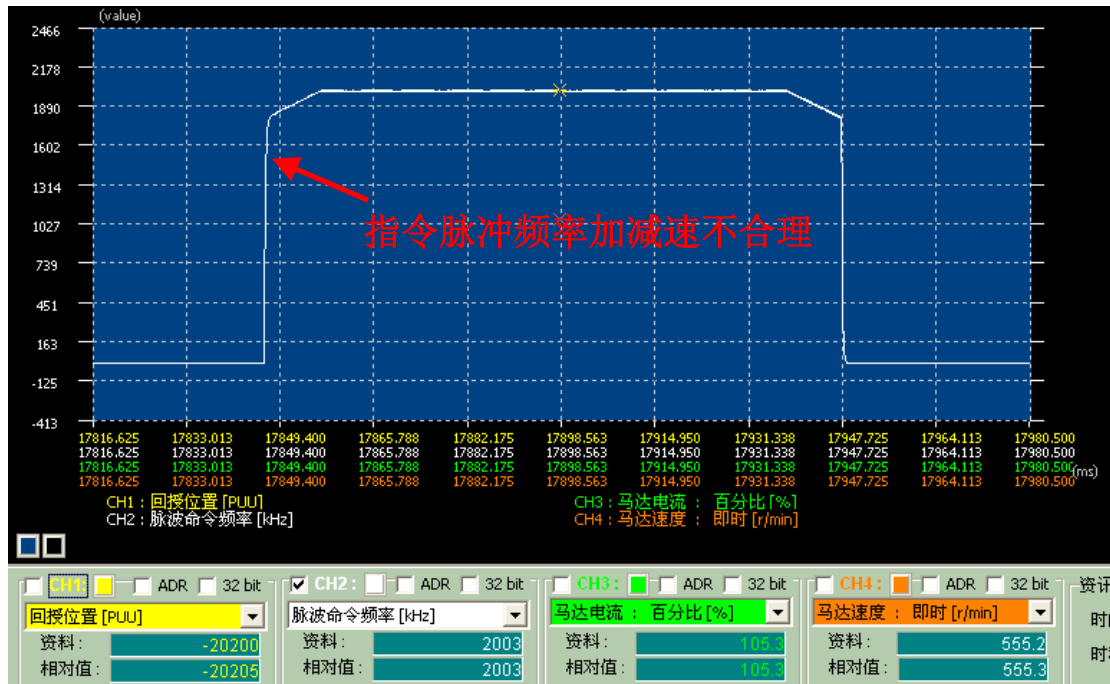 (value)
2466
2178
1890
1602
1314
1027
739
451
163
-125
-413
指令脉冲频率加减速不合理
17816.625 17833.013 17849.400 17865.788 17882.175 17898.563 17914.950 17931.338 17947.725 17964.113 17980.500
17816.625 17833.013 17849.400 17865.788 17882.175 17898.563 17914.950 17931.338 17947.725 17964.113 17980.500
17816.625 17833.013 17849.400 17865.788 17882.175 17898.563 17914.950 17931.338 17947.725 17964.113 17980.500 (ms)
17816.625 17833.013 17849.400 17865.788 17882.175 17898.563 17914.950 17931.338 17947.725 17964.113 17980.500
CH1：回授位置 [PUU] CH3：马达电流 ： 百分比 [%]
CH2：脉波命令频率 [kHz] CH4：马达速度 ： 即时 [r/min]
CH1: ADR 32 bit CH2: ADR 32 bit CH3: ADR 32 bit CH4: ADR 32 bit 资讯
回授位置 [PUU] 脉波命令频率 [kHz] 马达电流 ： 百分比 [%] 马达速度 ： 即时 [r/min]
资料： -20200 资料： 2003 资料： 105.3 资料： 555.2
相对值： -20205 相对值： 2003 相对值： 105.3 相对值： 555.3